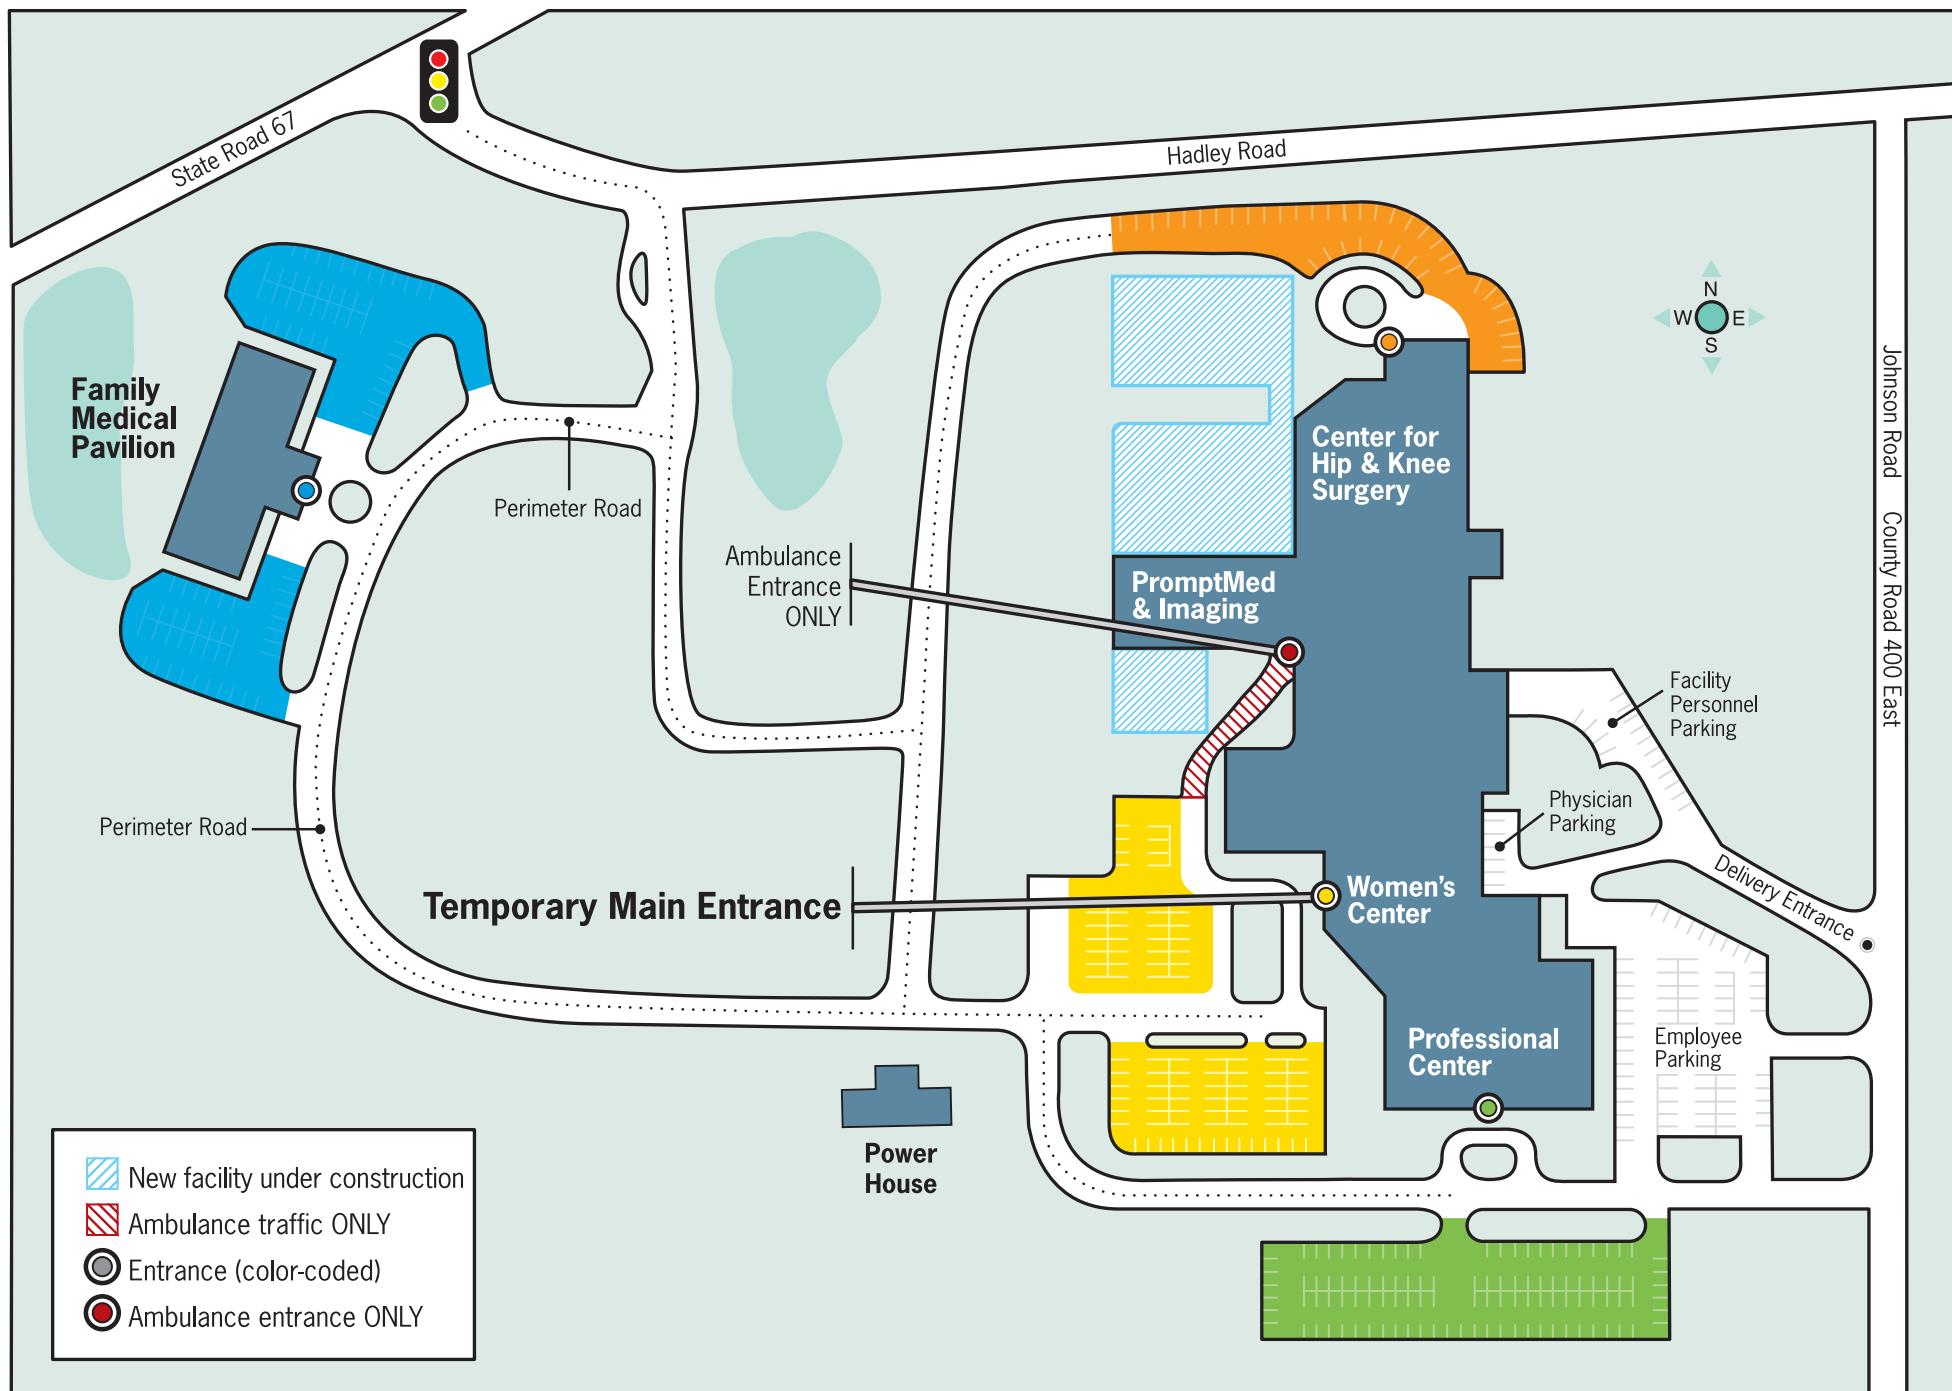 State Road 67
Hadley Road
N
W
E
S
Johnson Road
County Road 400 East
Family
Medical
Pavilion
Perimeter Road
Center for
Hip & Knee
Surgery
Ambulance
Entrance
ONLY
PromptMed
& Imaging
Facility
Personnel
Parking
Physician
Parking
Perimeter Road
Temporary Main Entrance
Women's
Center
Delivery Entrance
Professional
Center
Employee
Parking
Power
House
New facility under construction
Ambulance traffic ONLY
Entrance (color-coded)
Ambulance entrance ONLY